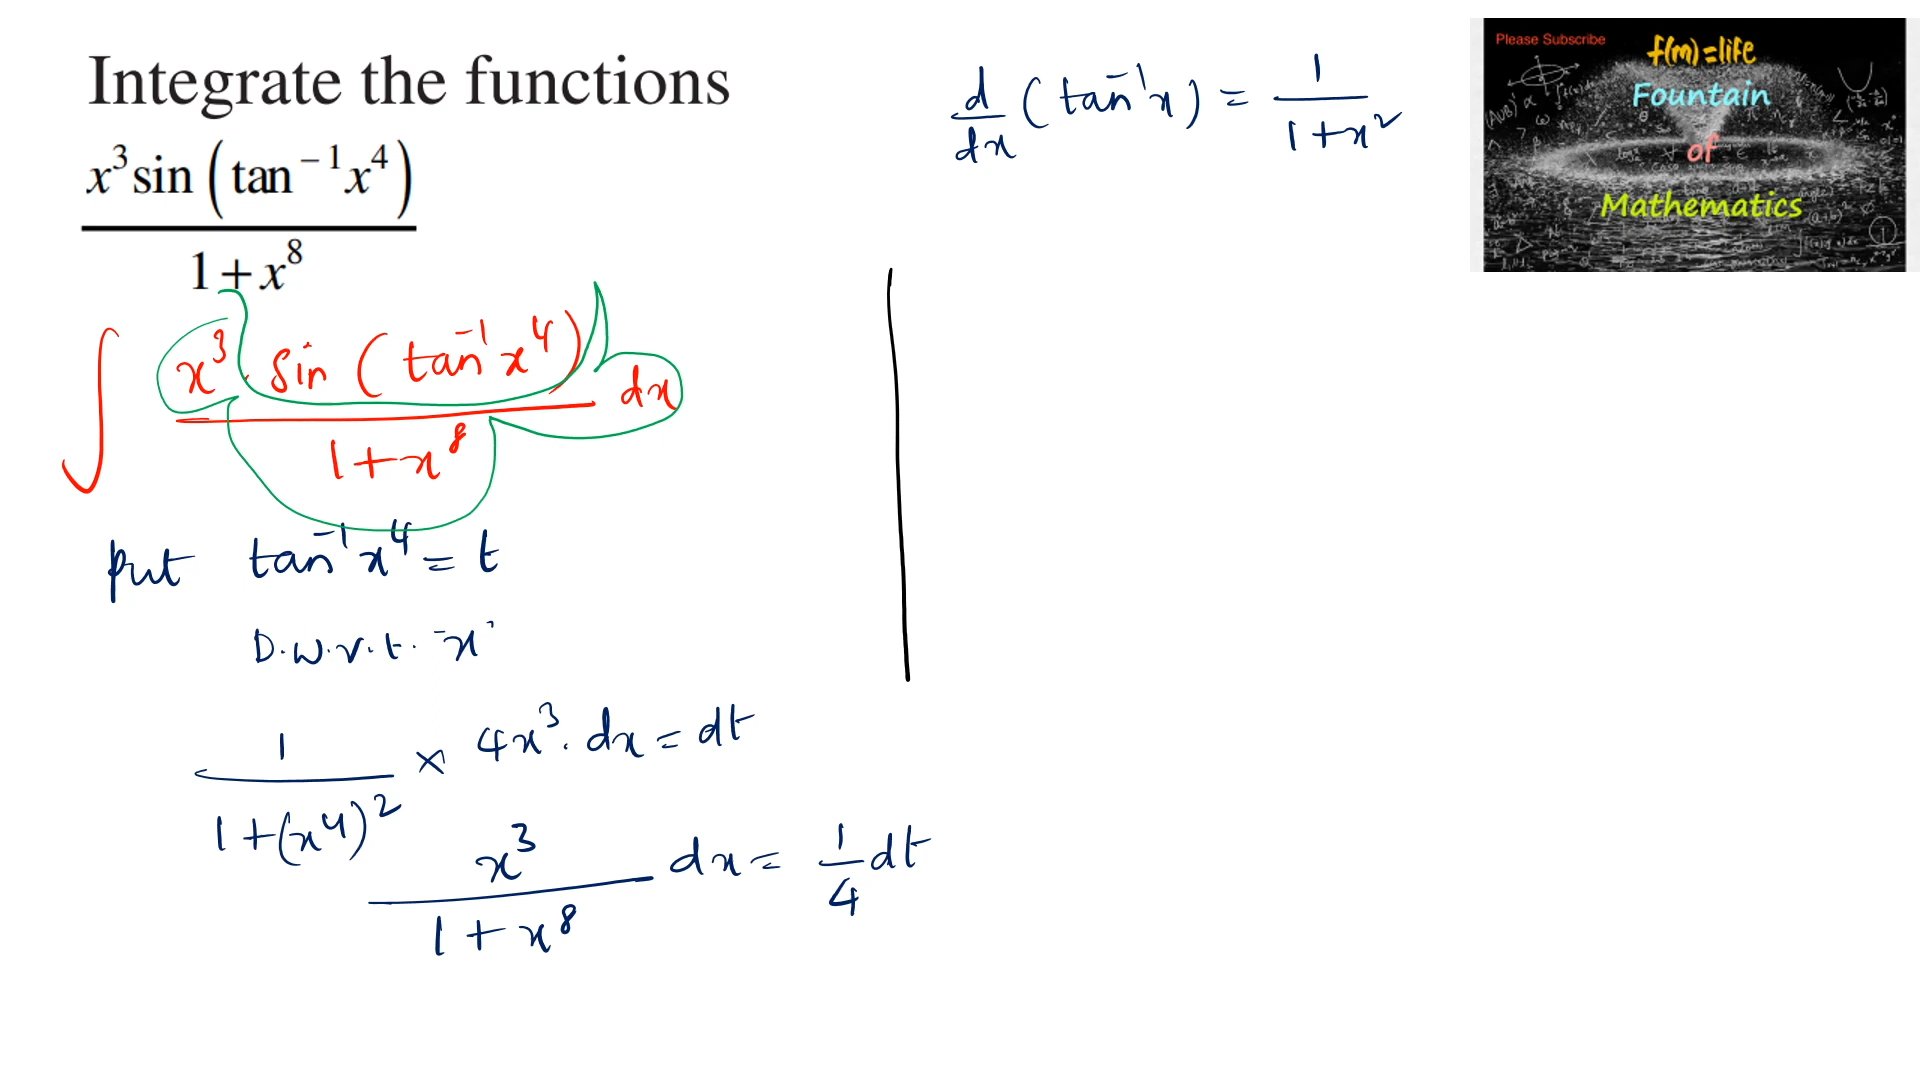 Integrate the functions
x³ sin (tan⁻¹x⁴)
1+x⁸
∫ x³. sin (tan⁻¹x⁴) / 1+x⁸ dx
put tan⁻¹x⁴ = t
D.w.r.t. 'x'
1 / 1+(x⁴)² × 4x³. dx = dt
x³ / 1+x⁸ dx = 1/4 dt
d/dx (tan⁻¹x) = 1 / 1+x²
Please Subscribe
f(m)=life
Fountain
of
Mathematics